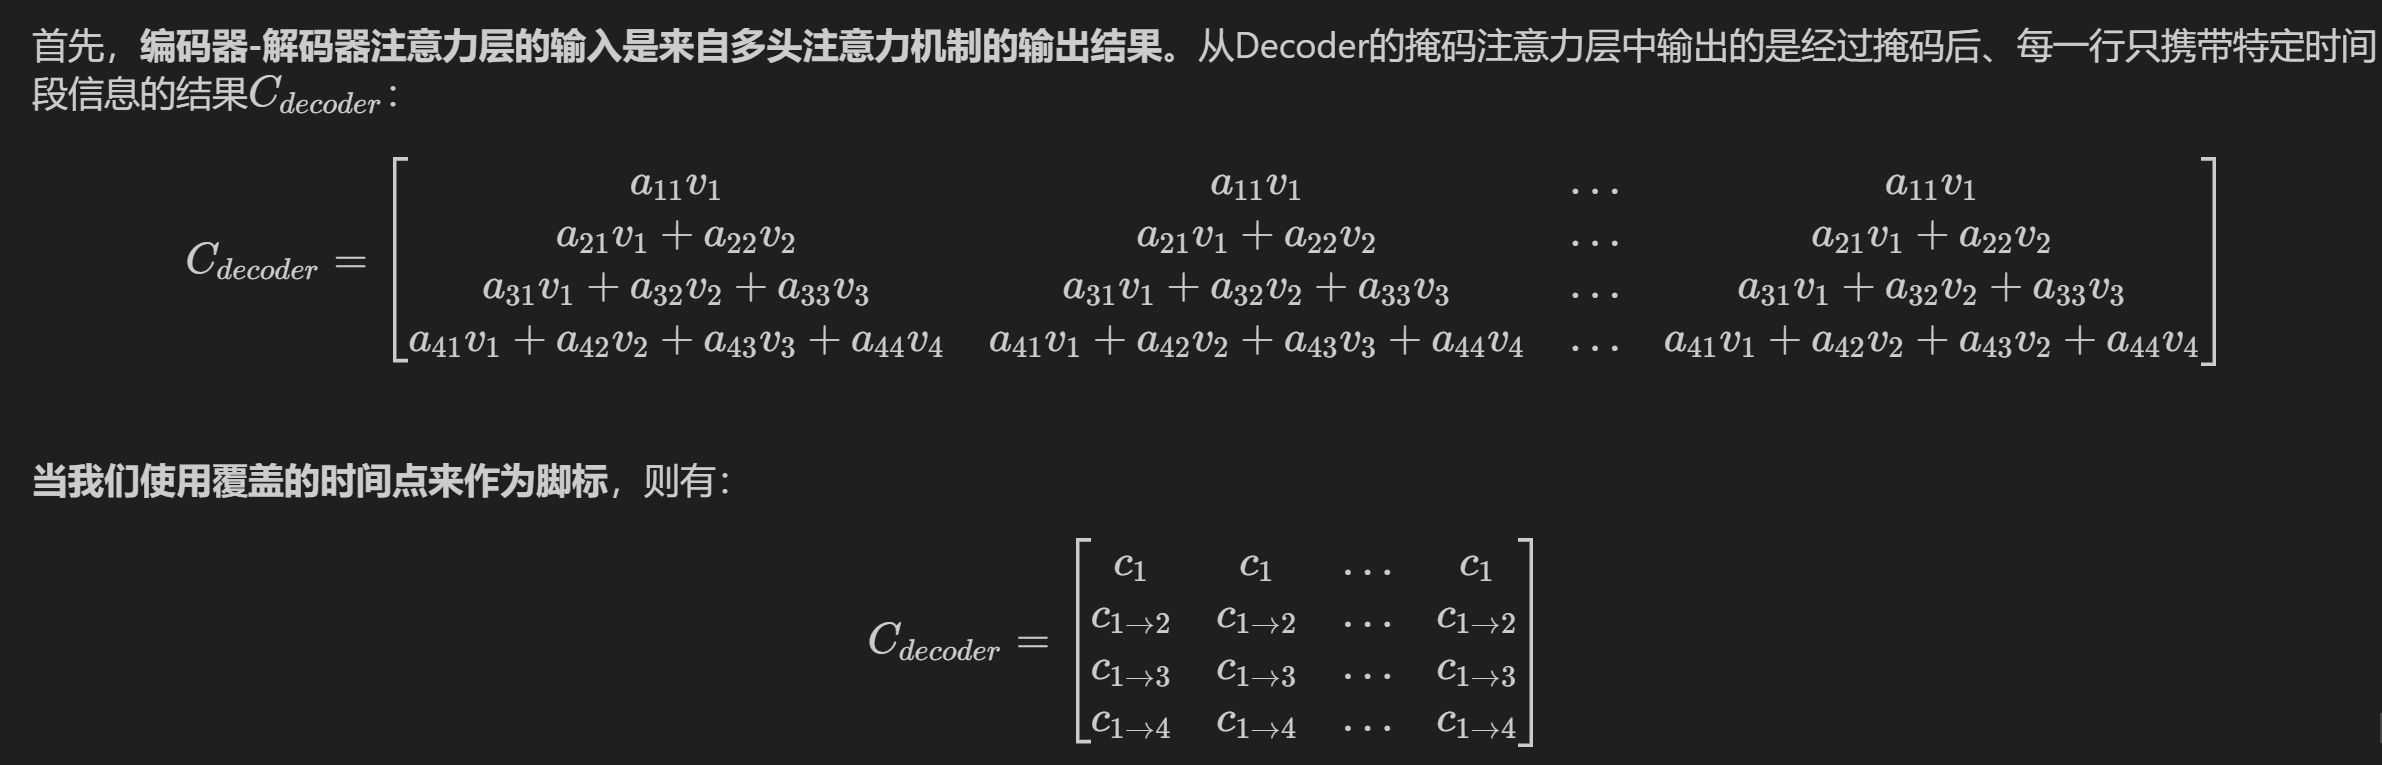 首先，编码器-解码器注意力层的输入是来自多头注意力机制的输出结果。从Decoder的掩码注意力层中输出的是经过掩码后、每一行只携带特定时间
段信息的结果$C_{decoder}$：
$$C_{decoder} = \begin{bmatrix} a_{11}v_1 & a_{11}v_1 & \dots & a_{11}v_1 \\ a_{21}v_1 + a_{22}v_2 & a_{21}v_1 + a_{22}v_2 & \dots & a_{21}v_1 + a_{22}v_2 \\ a_{31}v_1 + a_{32}v_2 + a_{33}v_3 & a_{31}v_1 + a_{32}v_2 + a_{33}v_3 & \dots & a_{31}v_1 + a_{32}v_2 + a_{33}v_3 \\ a_{41}v_1 + a_{42}v_2 + a_{43}v_3 + a_{44}v_4 & a_{41}v_1 + a_{42}v_2 + a_{43}v_3 + a_{44}v_4 & \dots & a_{41}v_1 + a_{42}v_2 + a_{43}v_2 + a_{44}v_4 \end{bmatrix}$$
当我们使用覆盖的时间点来作为脚标，则有：
$$C_{decoder} = \begin{bmatrix} c_1 & c_1 & \dots & c_1 \\ c_{1\to2} & c_{1\to2} & \dots & c_{1\to2} \\ c_{1\to3} & c_{1\to3} & \dots & c_{1\to3} \\ c_{1\to4} & c_{1\to4} & \dots & c_{1\to4} \end{bmatrix}$$